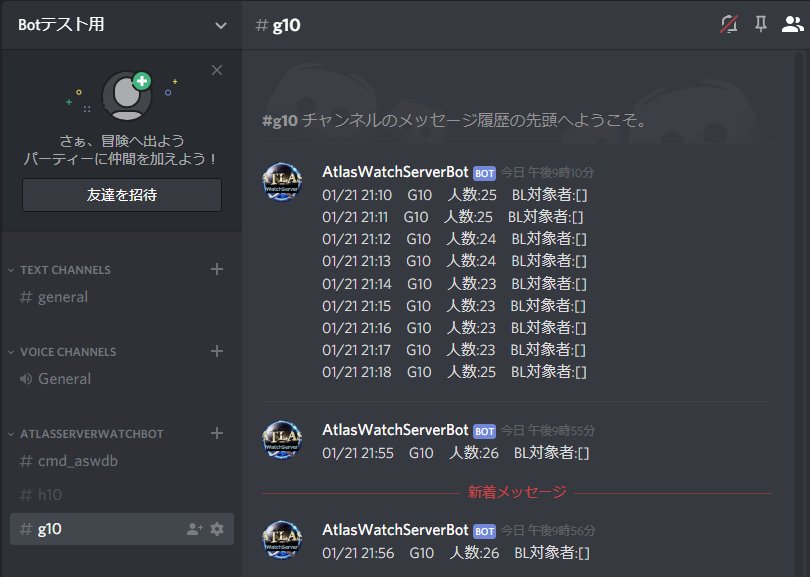 Botテスト用
# g10
さぁ、冒険へ出よう
パーティーに仲間を加えよう！
友達を招待
TEXT CHANNELS
# general
VOICE CHANNELS
General
ATLASSERVERWATCHBOT
# cmd_aswdb
# h10
# g10
#g10 チャンネルのメッセージ履歴の先頭へようこそ。
AtlasWatchServerBot BOT 今日 午後9時10分
01/21 21:10 G10 人数:25 BL対象者:[]
01/21 21:11 G10 人数:25 BL対象者:[]
01/21 21:12 G10 人数:24 BL対象者:[]
01/21 21:13 G10 人数:24 BL対象者:[]
01/21 21:14 G10 人数:23 BL対象者:[]
01/21 21:15 G10 人数:23 BL対象者:[]
01/21 21:16 G10 人数:23 BL対象者:[]
01/21 21:17 G10 人数:23 BL対象者:[]
01/21 21:18 G10 人数:25 BL対象者:[]
AtlasWatchServerBot BOT 今日 午後9時55分
01/21 21:55 G10 人数:26 BL対象者:[]
新着メッセージ
AtlasWatchServerBot BOT 今日 午後9時56分
01/21 21:56 G10 人数:26 BL対象者:[]